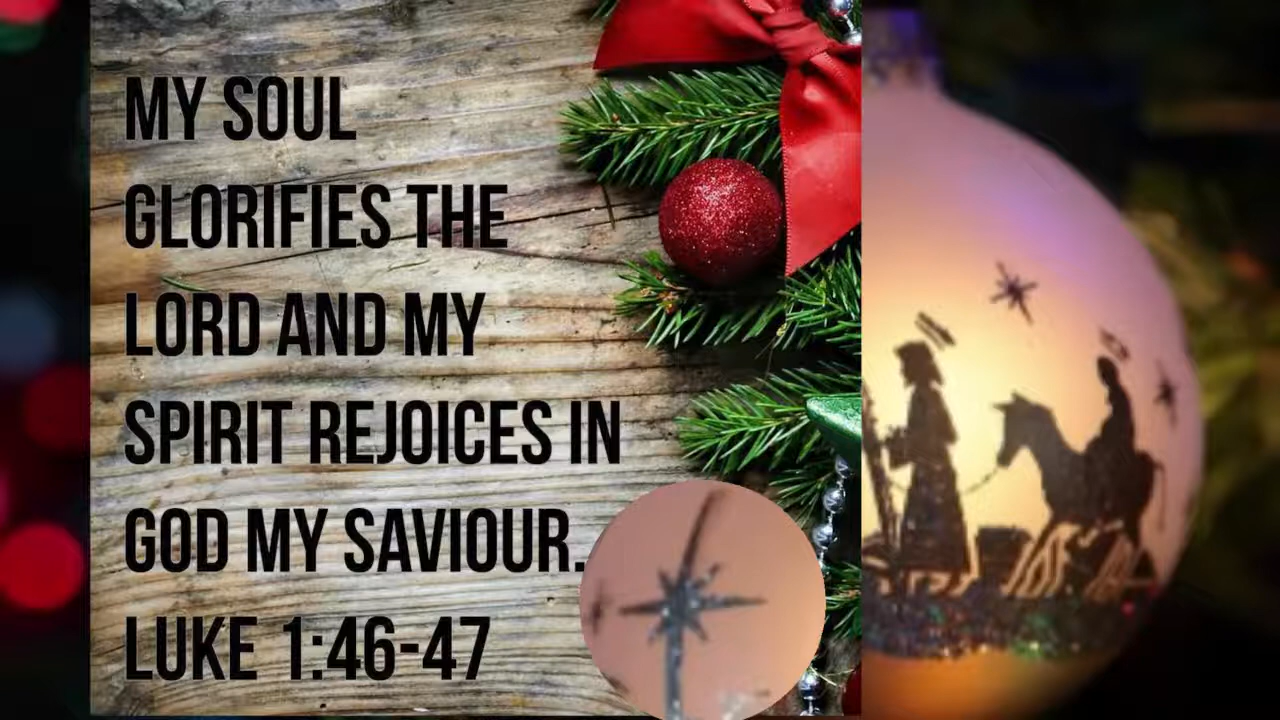 MY SOUL
GLORIFIES THE
LORD AND MY
SPIRIT REJOICES IN
GOD MY SAVIOUR.
LUKE 1:46-47